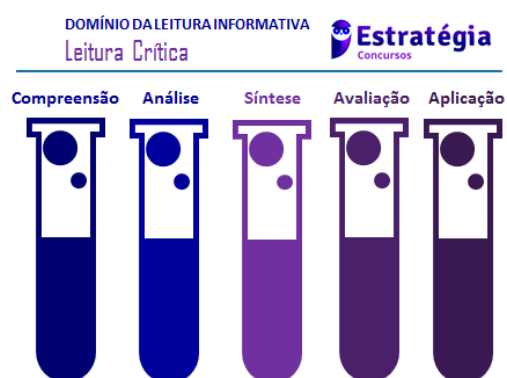 DOMÍNIO DA LEITURA INFORMATIVA
Leitura Crítica
Estratégia
Concursos
Compreensão Análise Síntese Avaliação Aplicação